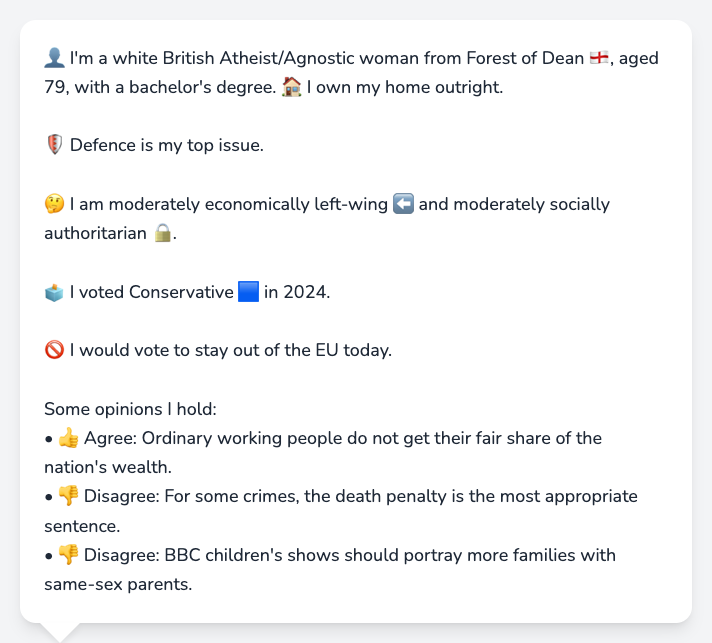 👤 I'm a white British Atheist/Agnostic woman from Forest of Dean 🏴󠁧󠁢󠁥󠁮󠁧󠁿, aged
79, with a bachelor's degree. 🏠 I own my home outright.
🛡️ Defence is my top issue.
🤔 I am moderately economically left-wing ⬅️ and moderately socially
authoritarian 🔒.
🗳️ I voted Conservative 🟦 in 2024.
🚫 I would vote to stay out of the EU today.
Some opinions I hold:
• 👍 Agree: Ordinary working people do not get their fair share of the
nation's wealth.
• 👎 Disagree: For some crimes, the death penalty is the most appropriate
sentence.
• 👎 Disagree: BBC children's shows should portray more families with
same-sex parents.